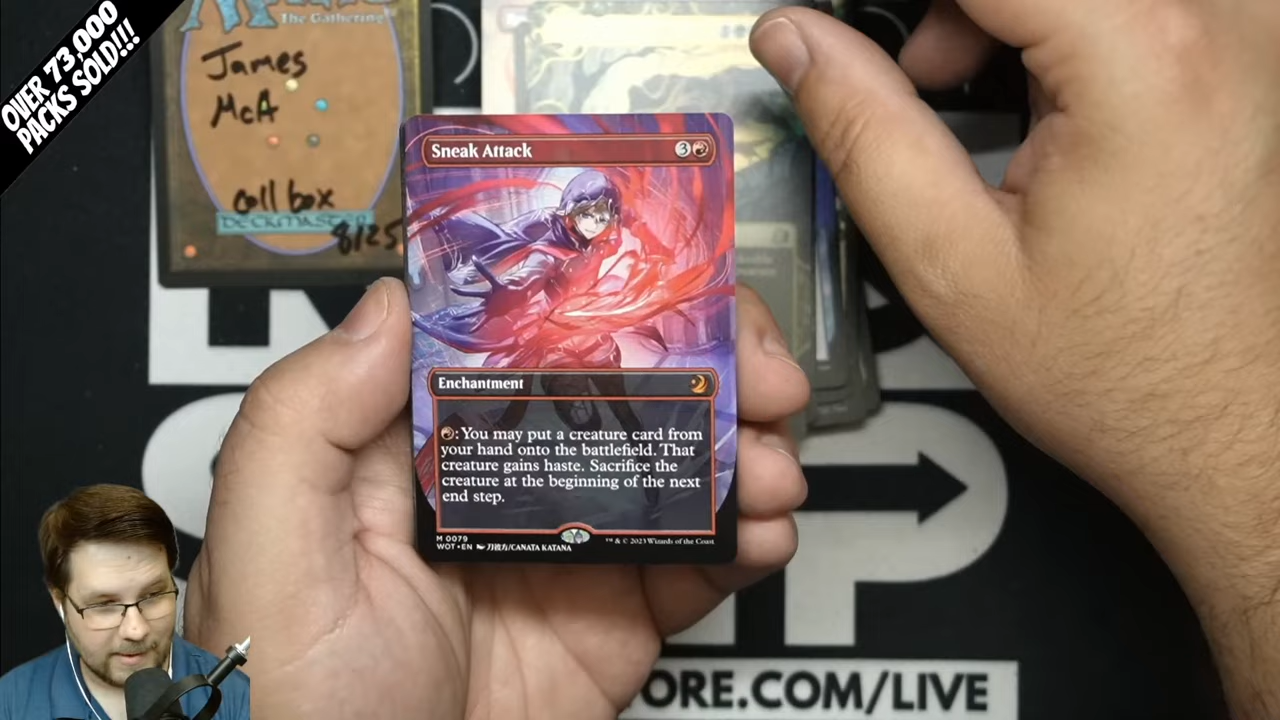 OVER 73,000
PACKS SOLD!!!
The Gathering
James
McA
coll box
DECKMASTER
8/25
Sneak Attack
3
Enchantment
: You may put a creature card from
your hand onto the battlefield. That
creature gains haste. Sacrifice the
creature at the beginning of the next
end step.
M 0079
WOT • EN 刀彼方/CANATA KATANA
™ & © 2023 Wizards of the Coast
ORE.COM/LIVE